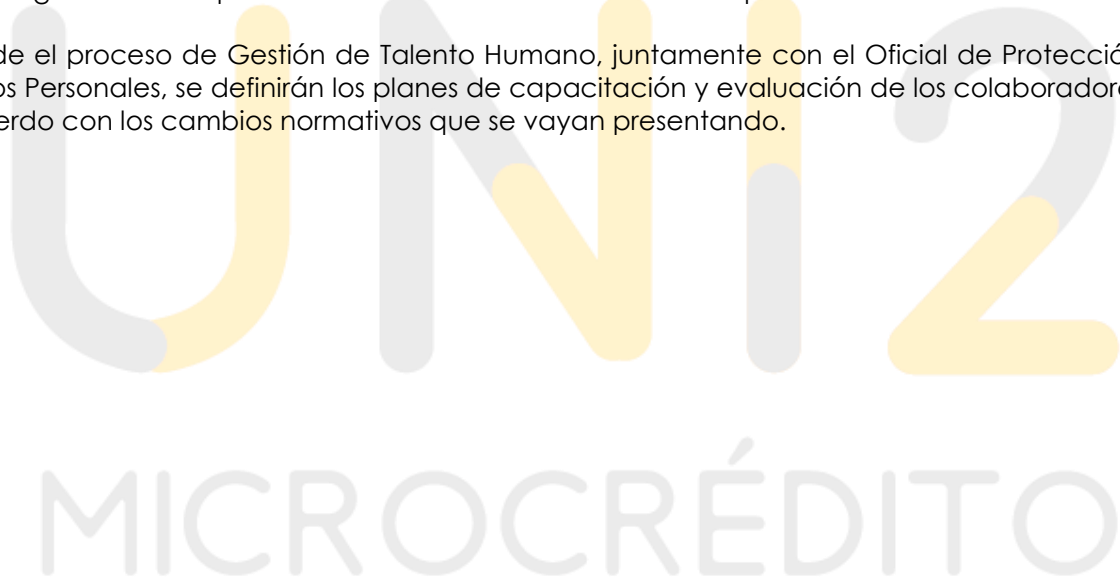 de el proceso de Gestión de Talento Humano, juntamente con el Oficial de Protecció
os Personales, se definirán los planes de capacitación y evaluación de los colaborador
erdo con los cambios normativos que se vayan presentando.
UNI2
MICROCRÉDITO